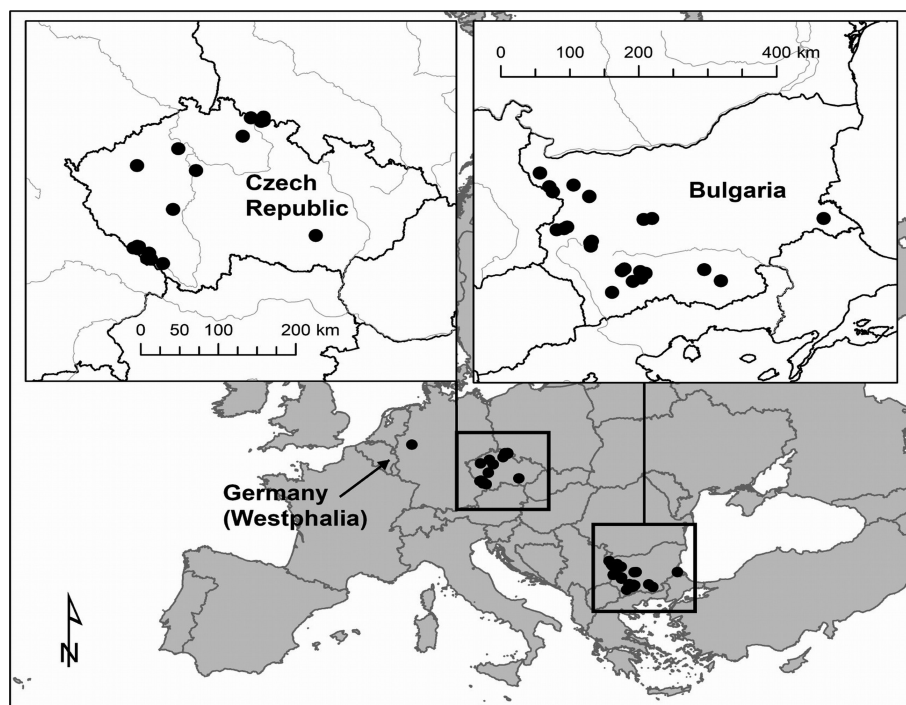 0 100 200 400 km
Czech
Republic
Bulgaria
0 50 100 200 km
Germany
(Westphalia)
N